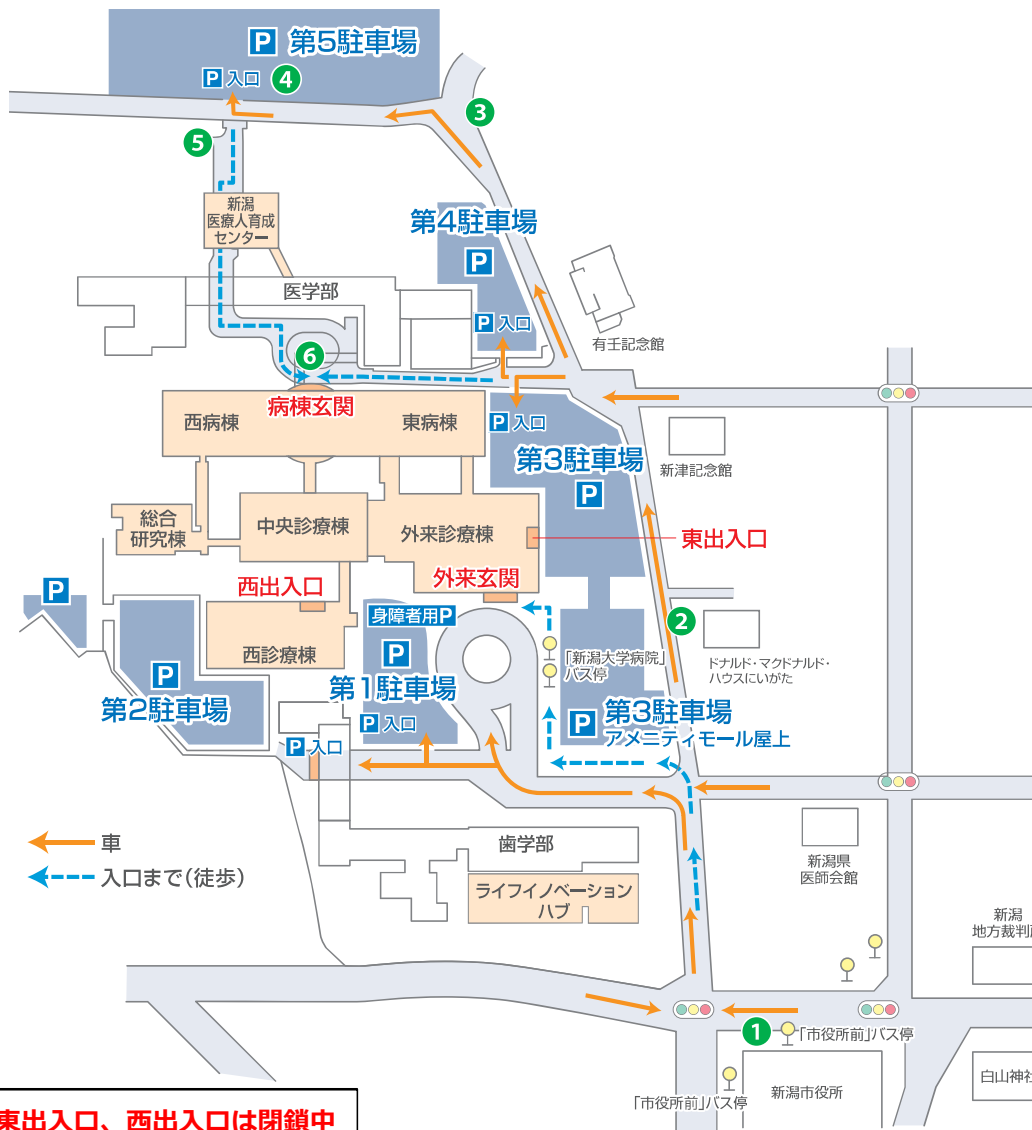 P 第5駐車場
P 入口 4
3
5
新潟
医療人育成
センター
第4駐車場
P
医学部
P 入口
有壬記念館
6
病棟玄関
西病棟
東病棟
P 入口
第3駐車場
P
新津記念館
総合
研究棟
中央診療棟
外来診療棟
東出入口
西出入口
外来玄関
P
身障者用P
2
西診療棟
P
P
「新潟大学病院」
バス停
ドナルド・マクドナルド・
ハウスにいがた
第2駐車場
第1駐車場
P 入口
P 第3駐車場
アメニティモール屋上
P 入口
車
入口まで(徒歩)
歯学部
ライフイノベーション
ハブ
新潟県
医師会館
新潟
地方裁判
1
「市役所前」バス停
「市役所前」バス停
新潟市役所
白山神社
東出入口、西出入口は閉鎖中